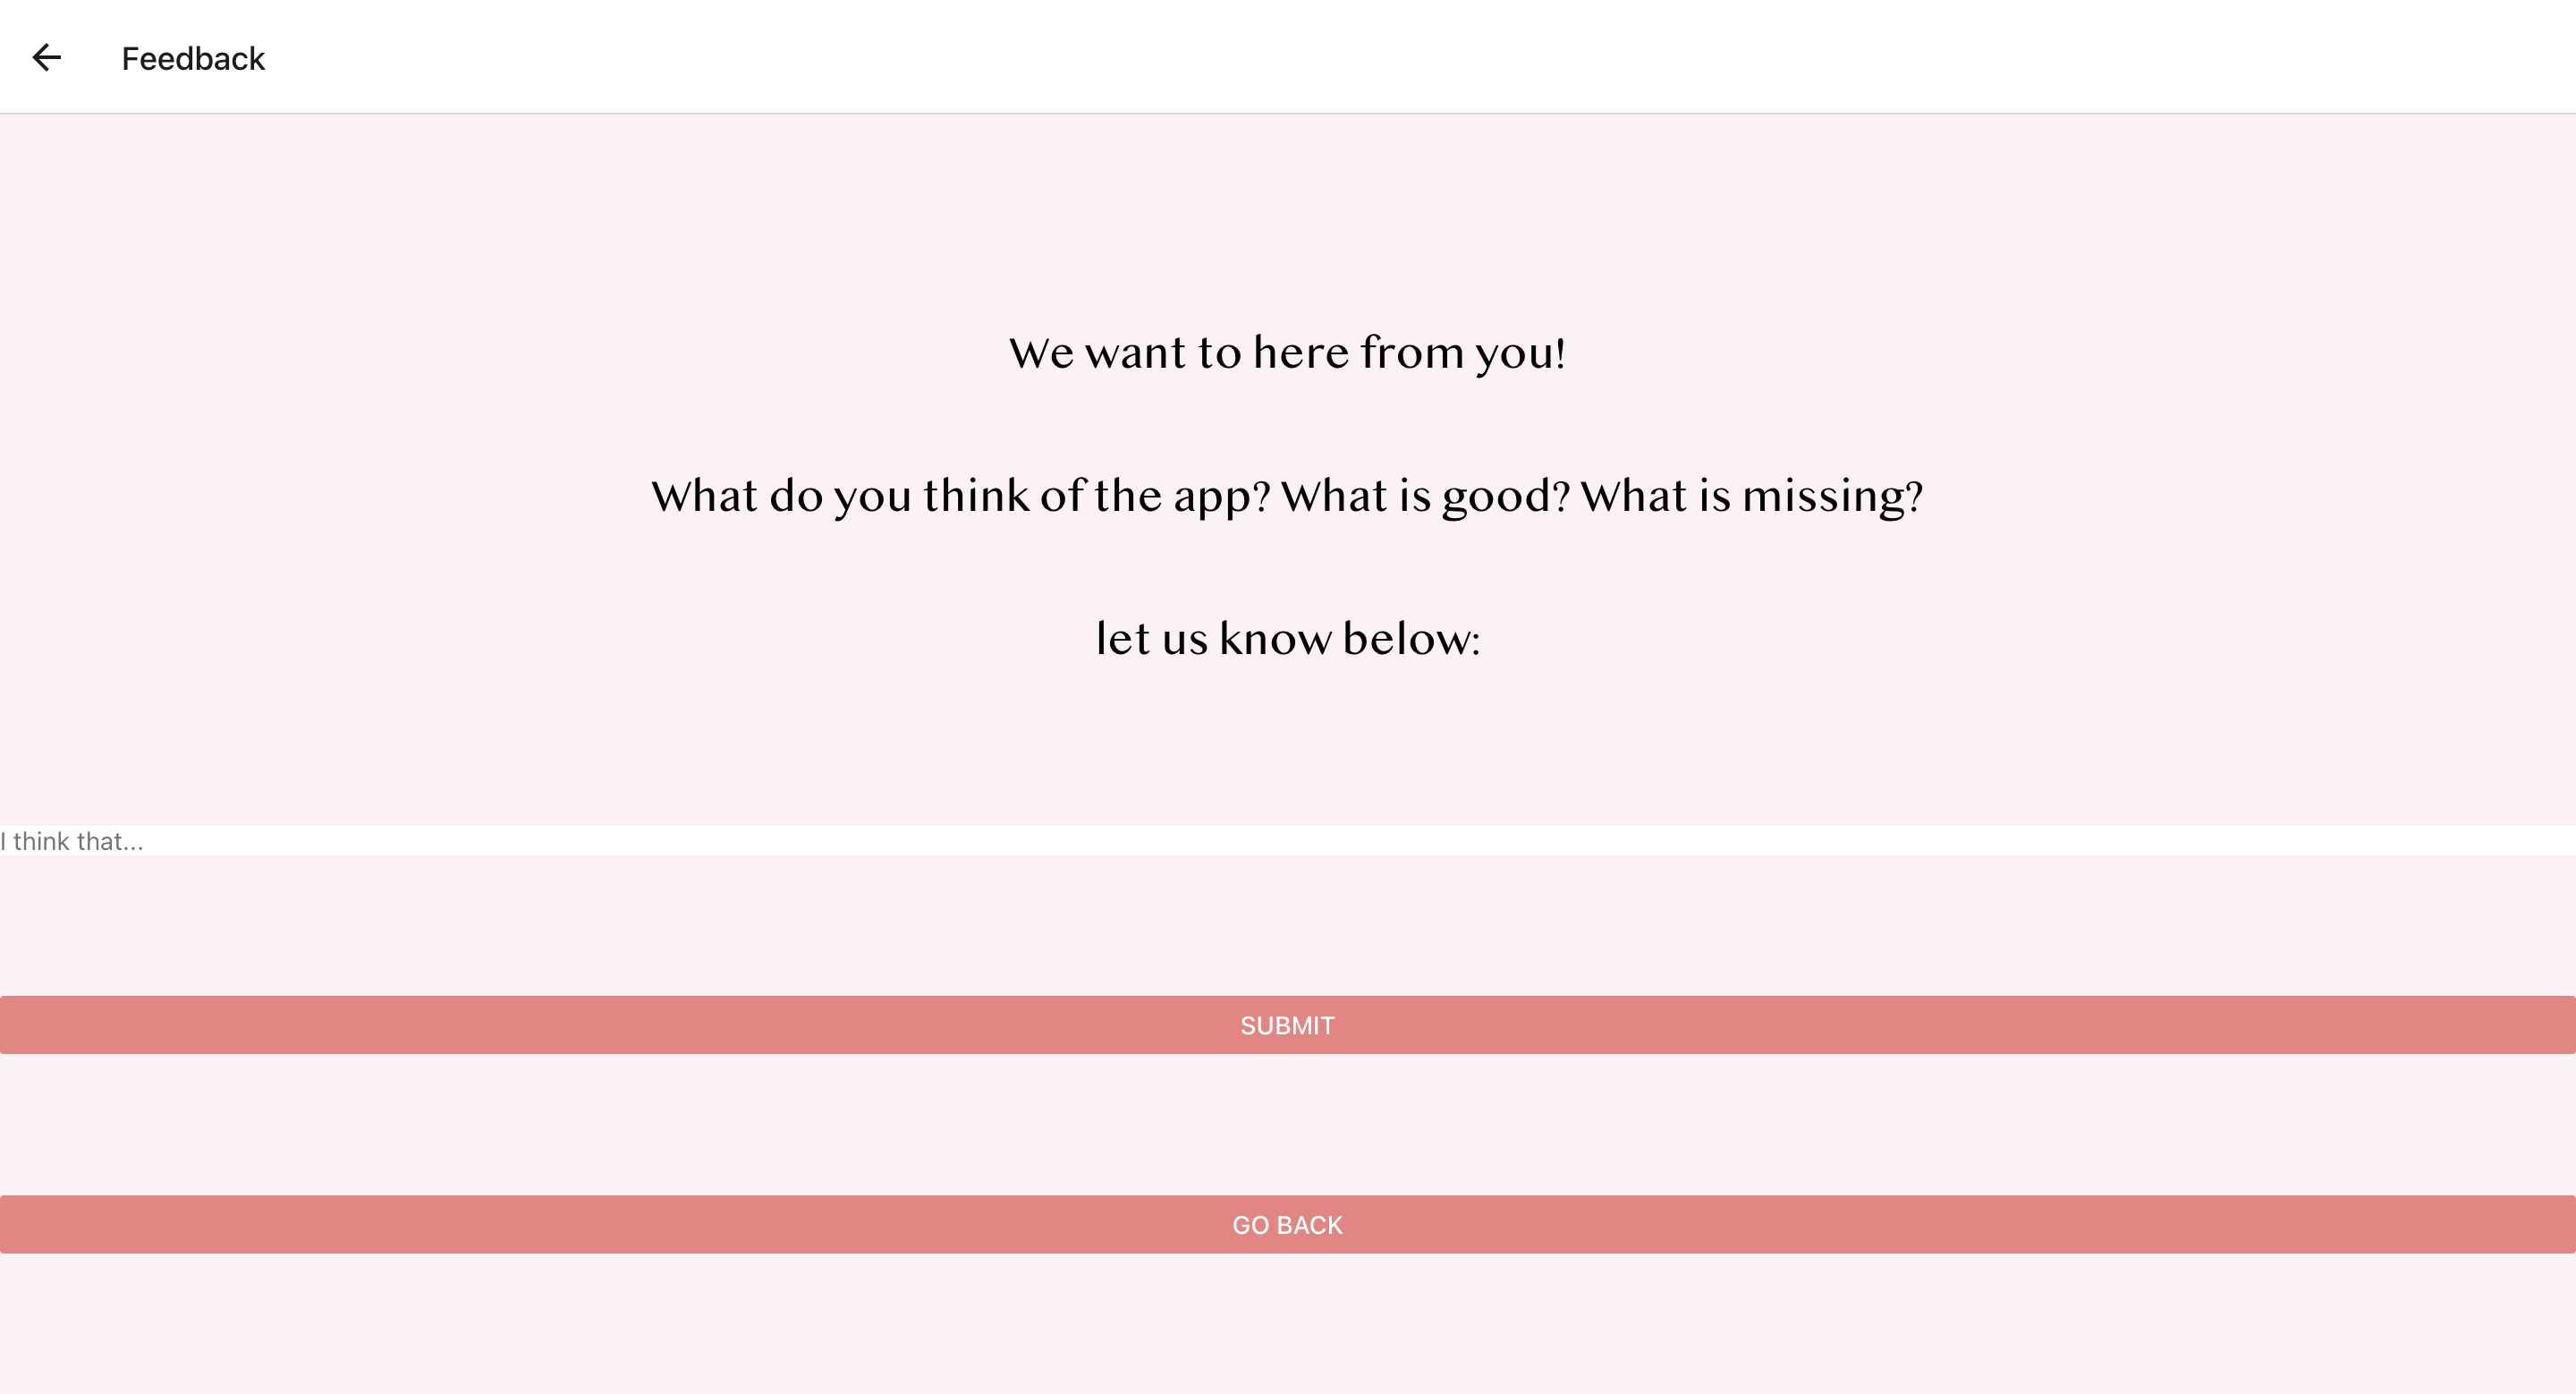 Feedback
We want to here from you!
What do you think of the app? What is good? What is missing?
let us know below:
I think that...
SUBMIT
GO BACK